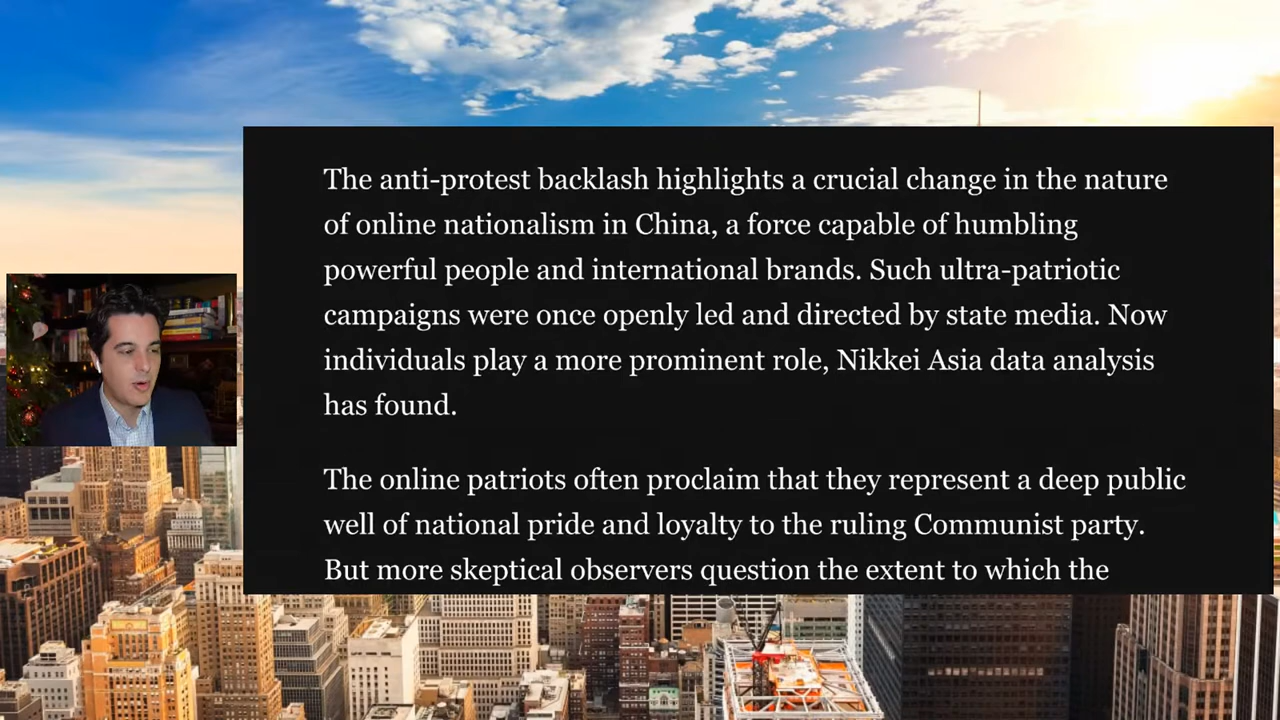 The anti-protest backlash highlights a crucial change in the nature
of online nationalism in China, a force capable of humbling
powerful people and international brands. Such ultra-patriotic
campaigns were once openly led and directed by state media. Now
individuals play a more prominent role, Nikkei Asia data analysis
has found.
The online patriots often proclaim that they represent a deep public
well of national pride and loyalty to the ruling Communist party.
But more skeptical observers question the extent to which the